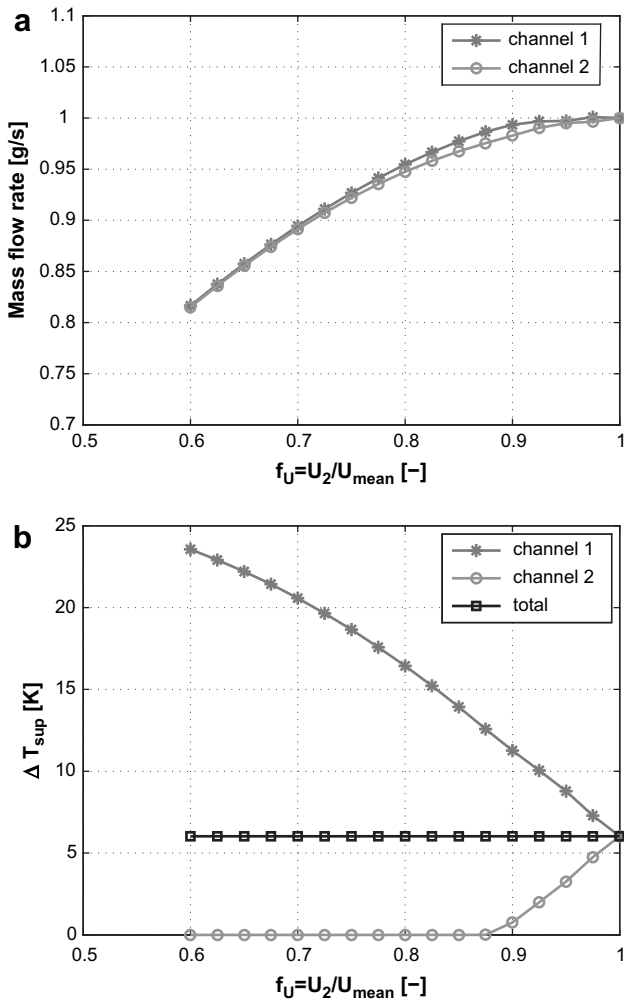 a
1.1
1.05
1
0.95
0.9
0.85
0.8
0.75
0.7
Mass flow rate [g/s]
channel 1
channel 2
0.5
0.6
0.7
0.8
0.9
1
f_U=U_2/U_mean [−]
b
25
20
15
10
5
0
Δ T_sup [K]
channel 1
channel 2
total
0.5
0.6
0.7
0.8
0.9
1
f_U=U_2/U_mean [−]